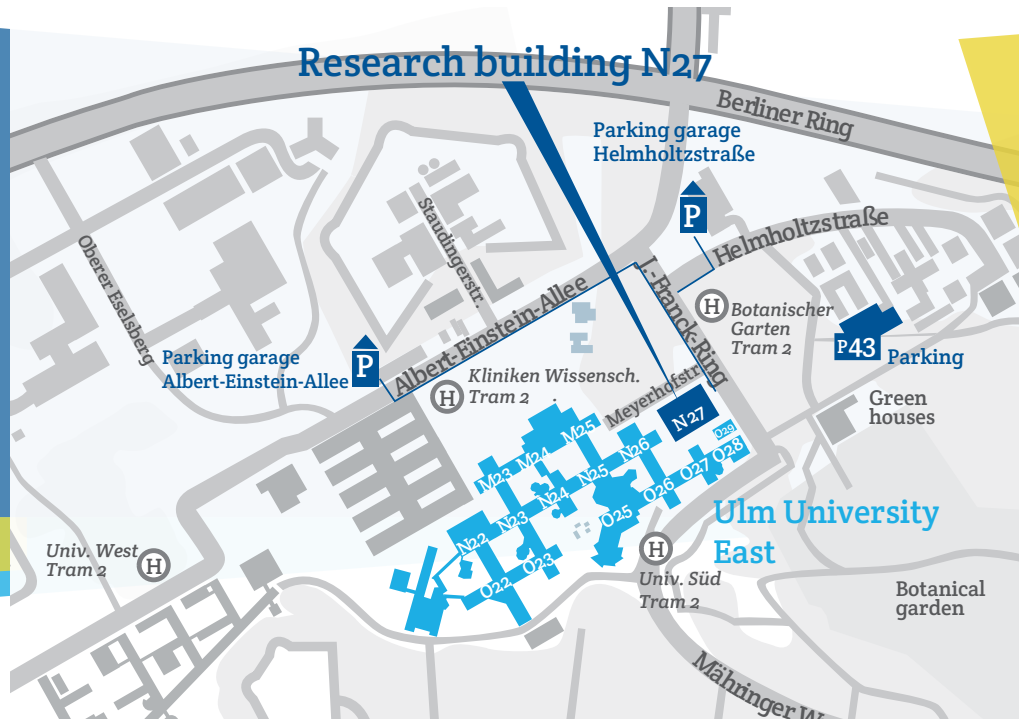 Research building N27
Berliner Ring
Parking garage
Helmholtzstraße
P
Helmholtzstraße
Staudingerstr.
Oberer Eselsberg
J.-Franck-Ring
Albert-Einstein-Allee
H
Botanischer
Garten
Tram 2
P43
Parking
Parking garage
Albert-Einstein-Allee
P
H
Kliniken Wissensch.
Tram 2
Meyerhofstr.
Green
houses
N27
M25
M24
M23
N26
N25
N24
N23
N22
O29
O28
O27
O26
O25
O23
O22
Ulm University
East
Univ. West
Tram 2
H
H
Univ. Süd
Tram 2
Botanical
garden
Mähringer